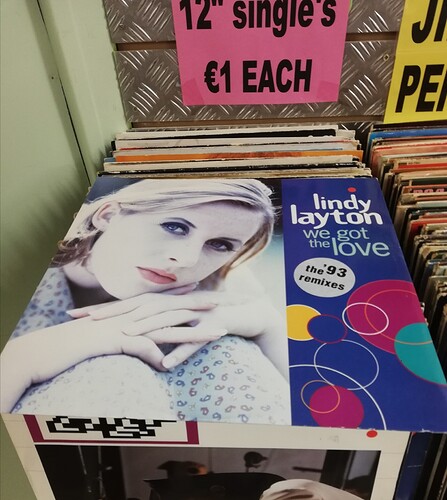 12" single's
€1 EACH
lindy
layton
we got
the love
the '93
remixes